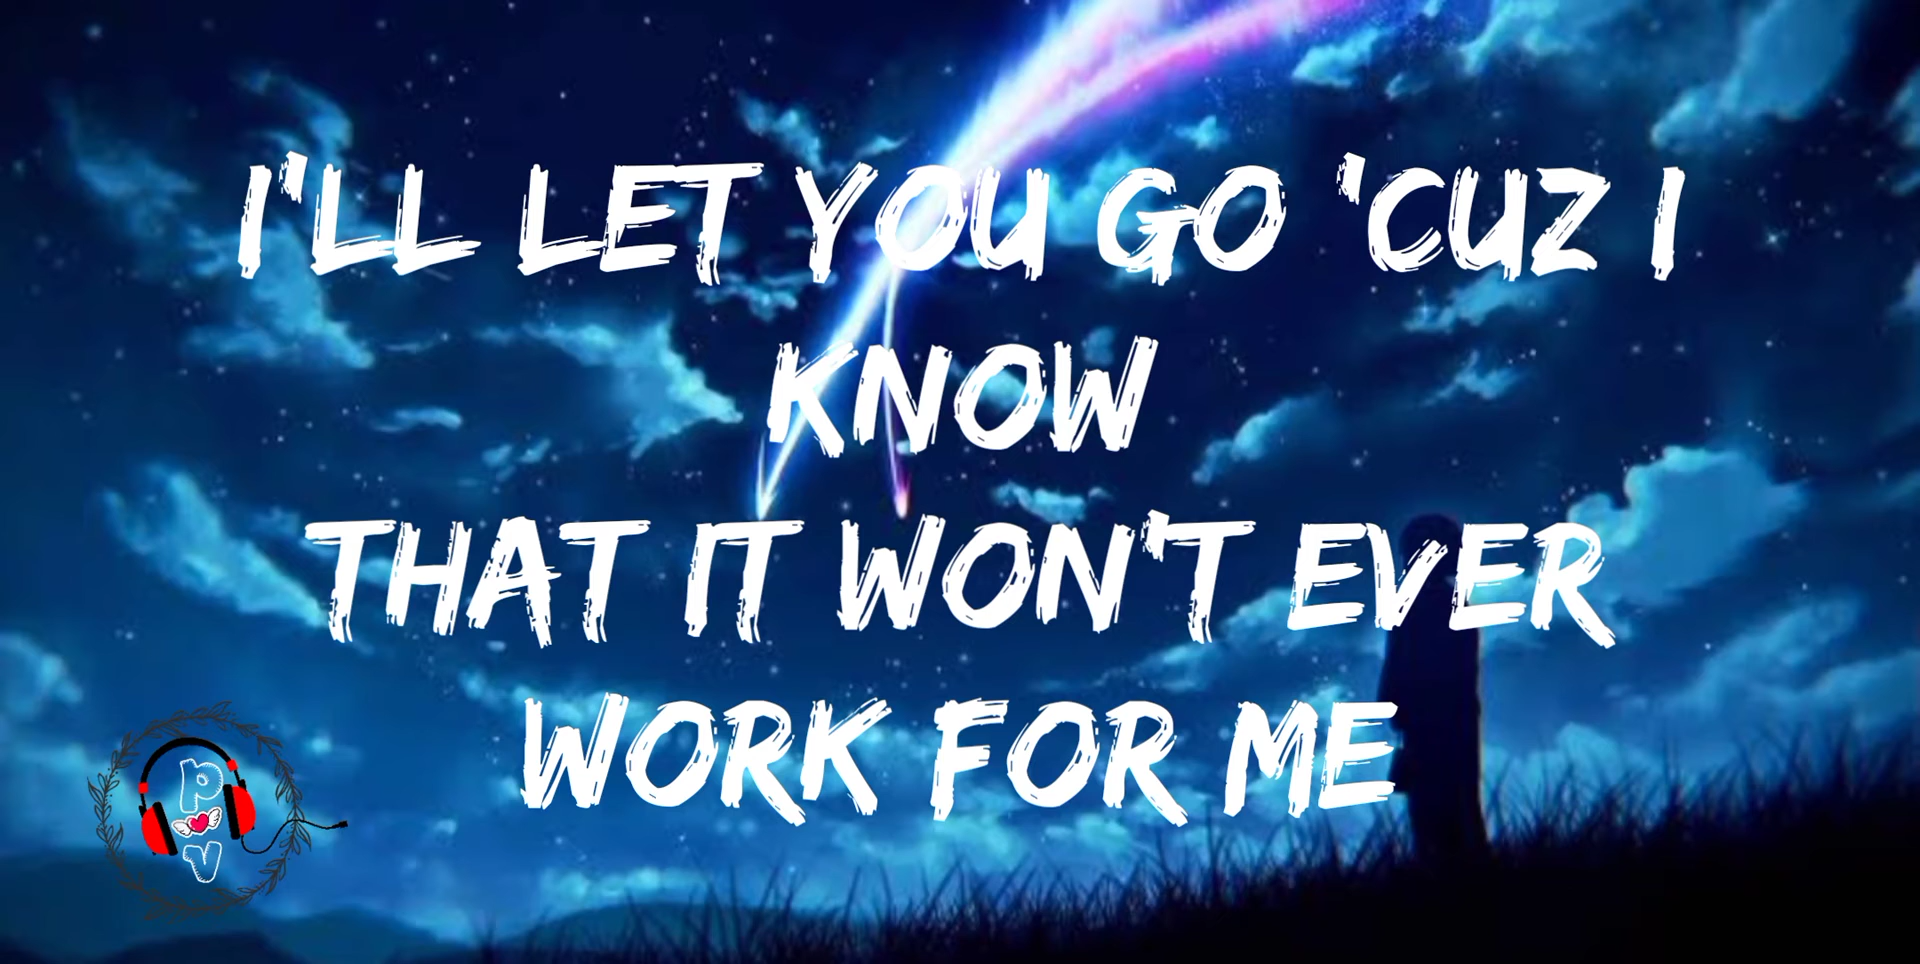 I'LL LET YOU GO 'CUZ I
KNOW
THAT IT WON'T EVER
WORK FOR ME
P
V